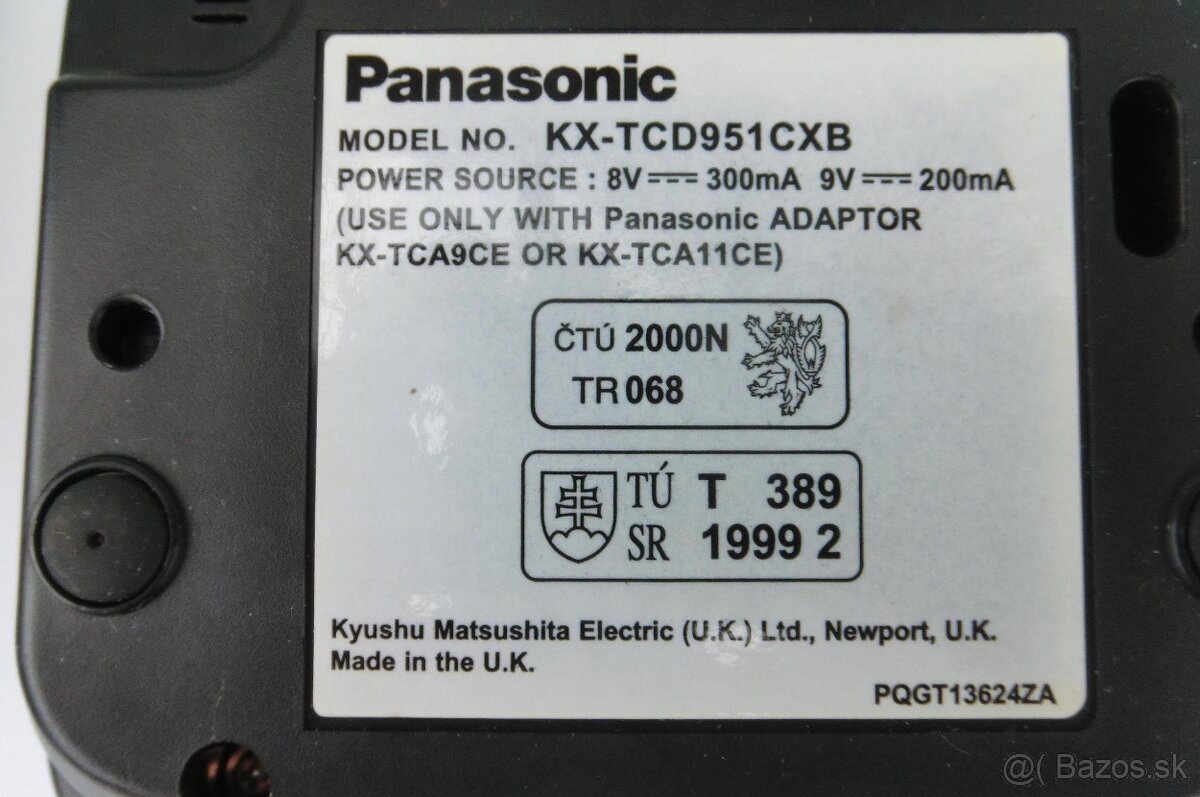 Panasonic
MODEL NO. KX-TCD951CXB
POWER SOURCE : 8V⎓300mA 9V⎓200mA
(USE ONLY WITH Panasonic ADAPTOR
KX-TCA9CE OR KX-TCA11CE)
ČTÚ 2000N
TR 068
TÚ T 389
SR 1999 2
Kyushu Matsushita Electric (U.K.) Ltd., Newport, U.K.
Made in the U.K.
PQGT13624ZA
@( Bazos.sk